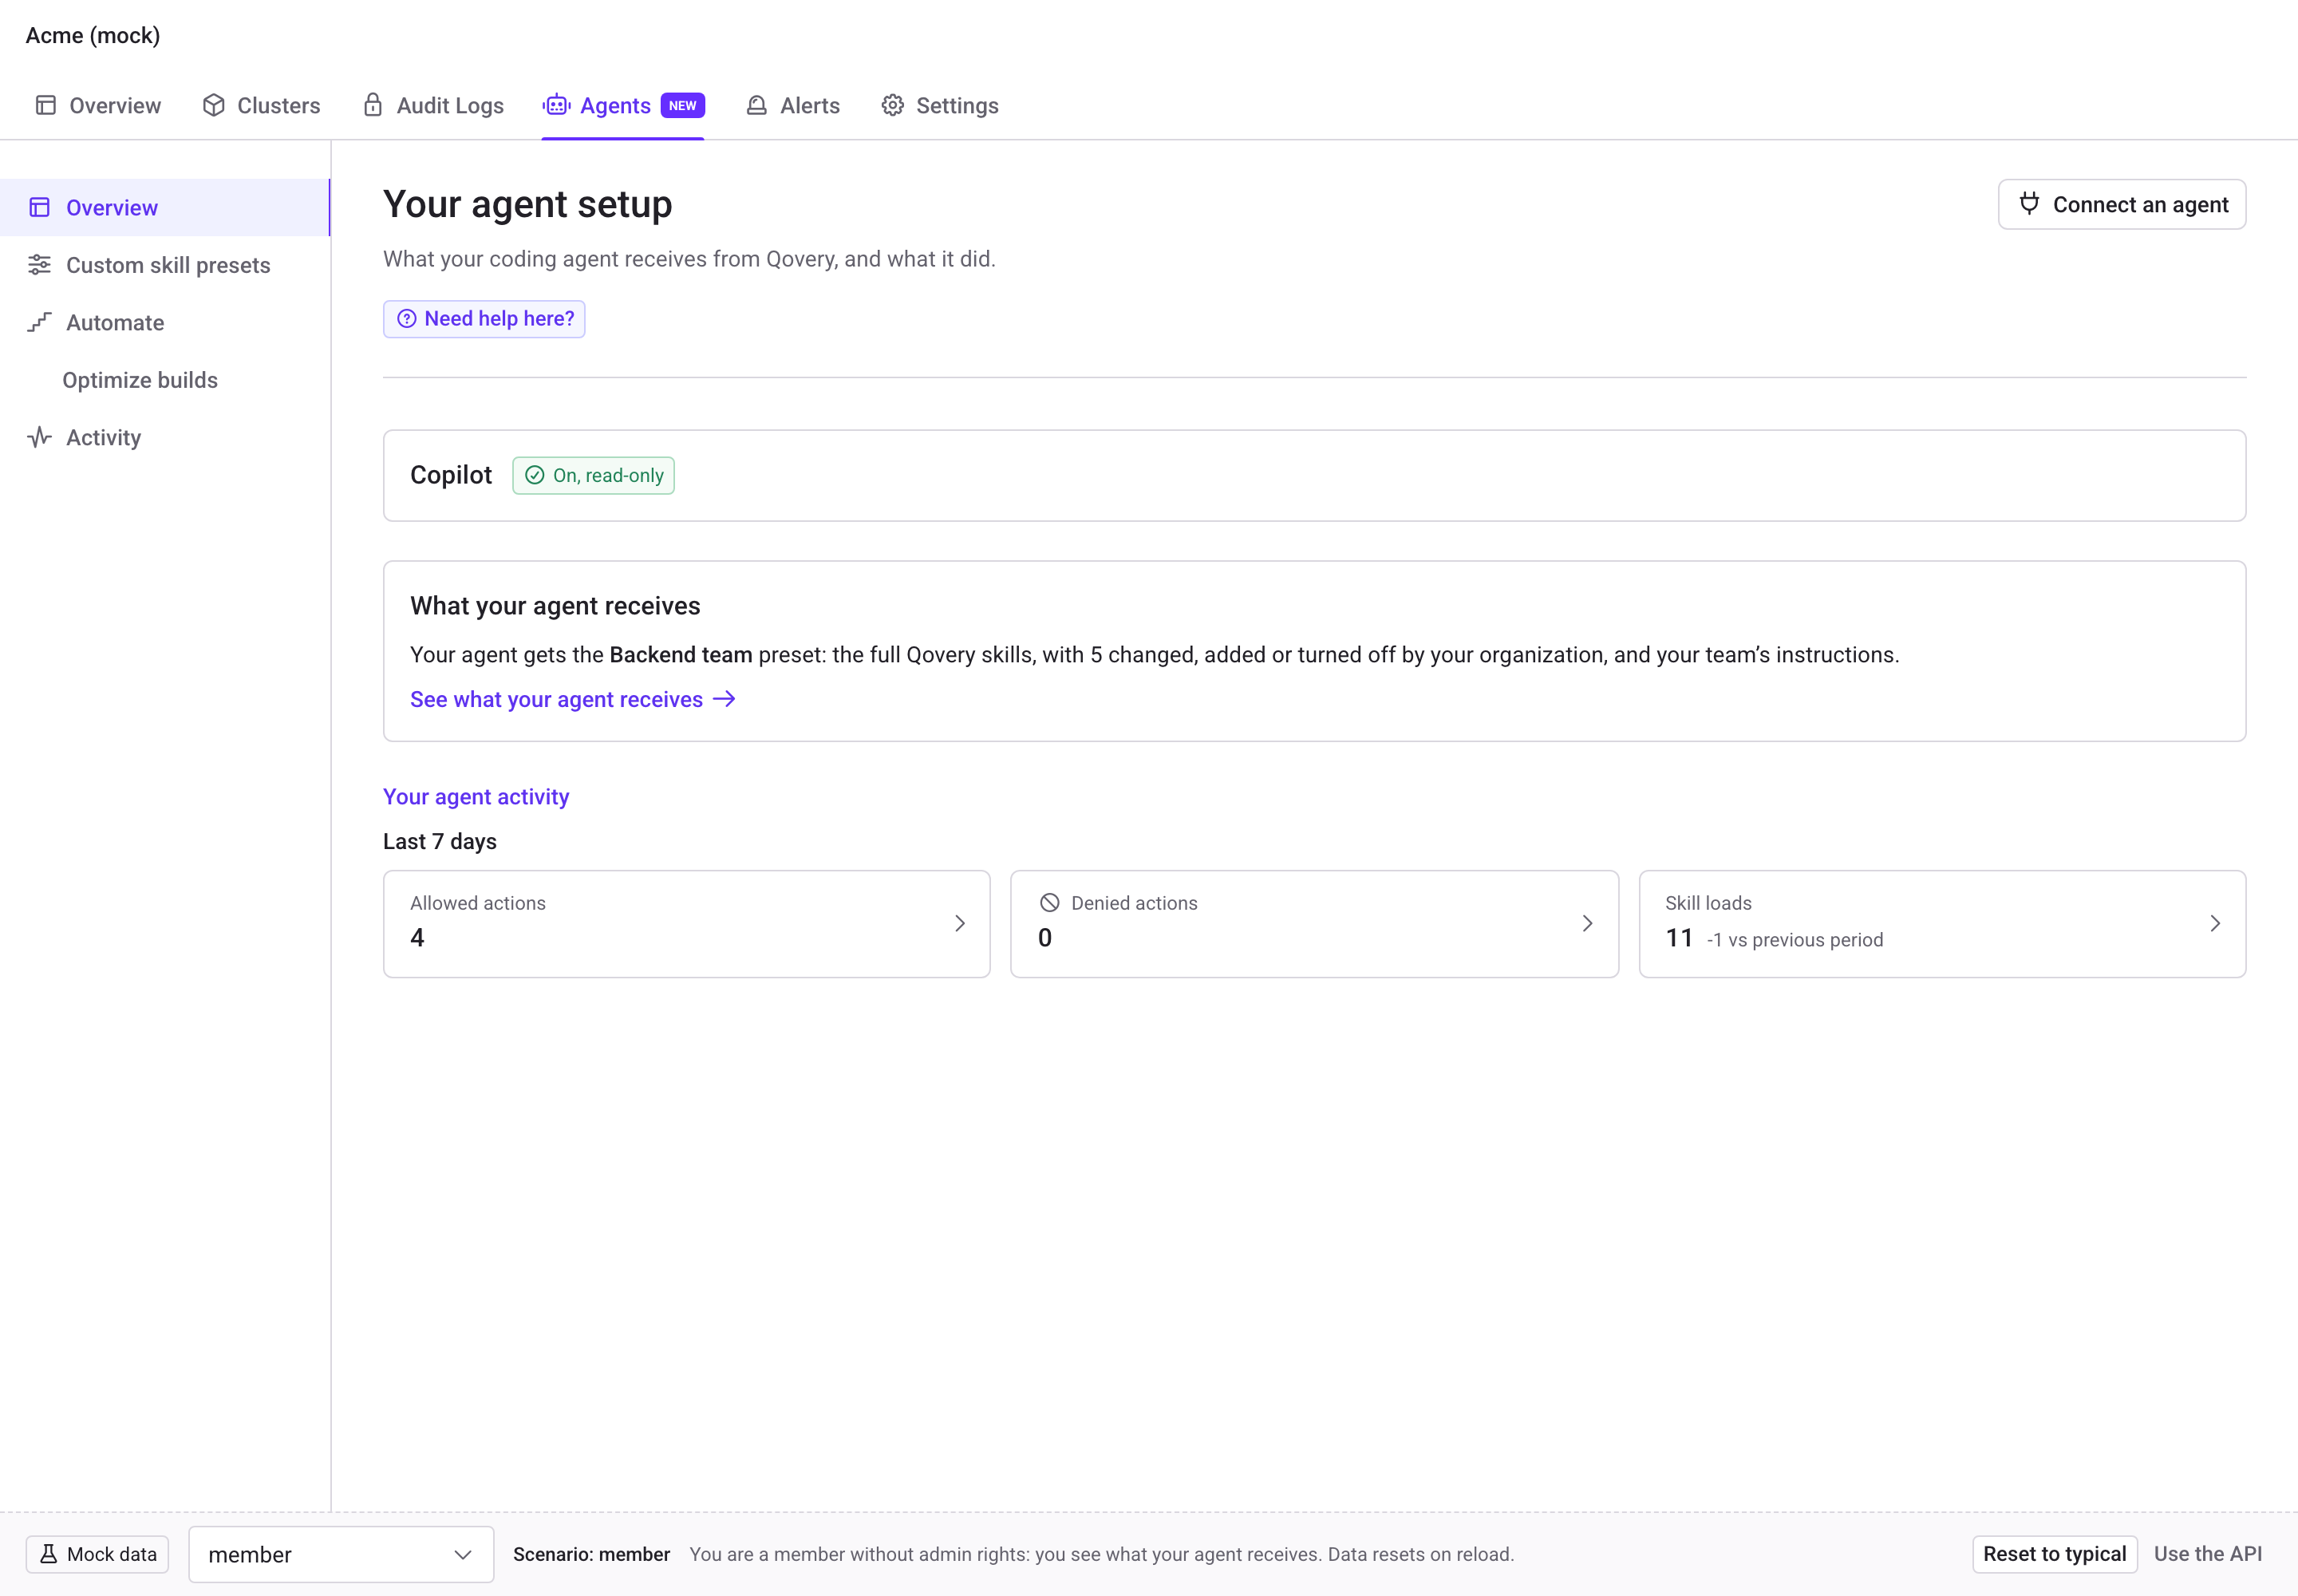 Acme (mock)
Overview
Clusters
Audit Logs
Agents NEW
Alerts
Settings
Overview
Custom skill presets
Automate
Optimize builds
Activity
Your agent setup
Connect an agent
What your coding agent receives from Qovery, and what it did.
Need help here?
Copilot On, read-only
What your agent receives
Your agent gets the Backend team preset: the full Qovery skills, with 5 changed, added or turned off by your organization, and your team’s instructions.
See what your agent receives
Your agent activity
Last 7 days
Allowed actions
4
Denied actions
0
Skill loads
11 -1 vs previous period
Mock data
member
Scenario: member You are a member without admin rights: you see what your agent receives. Data resets on reload.
Reset to typical
Use the API